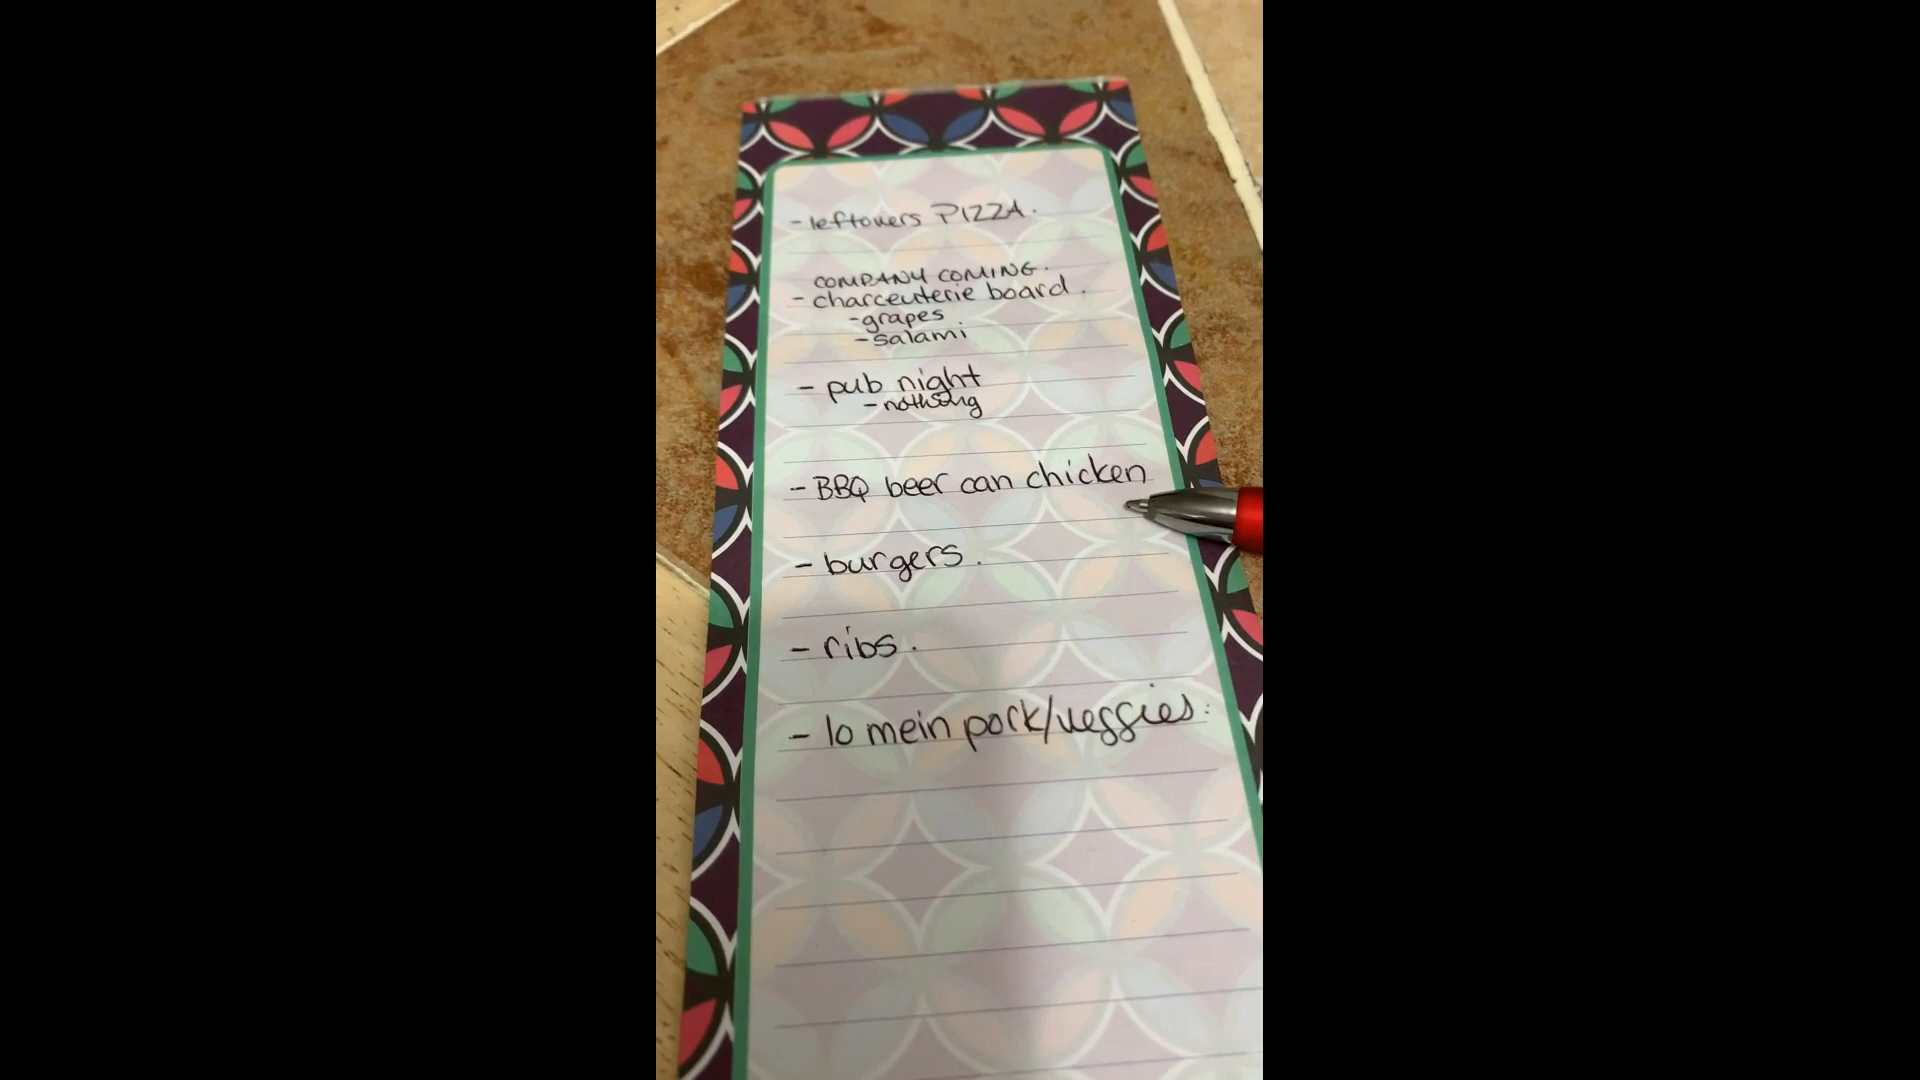 - leftovers PIZZA.
COMPANY COMING.
- charceuterie board.
- grapes
- salami
- pub night
- nothing
- BBQ beer can chicken
- burgers.
- ribs.
- lo mein pork/veggies.